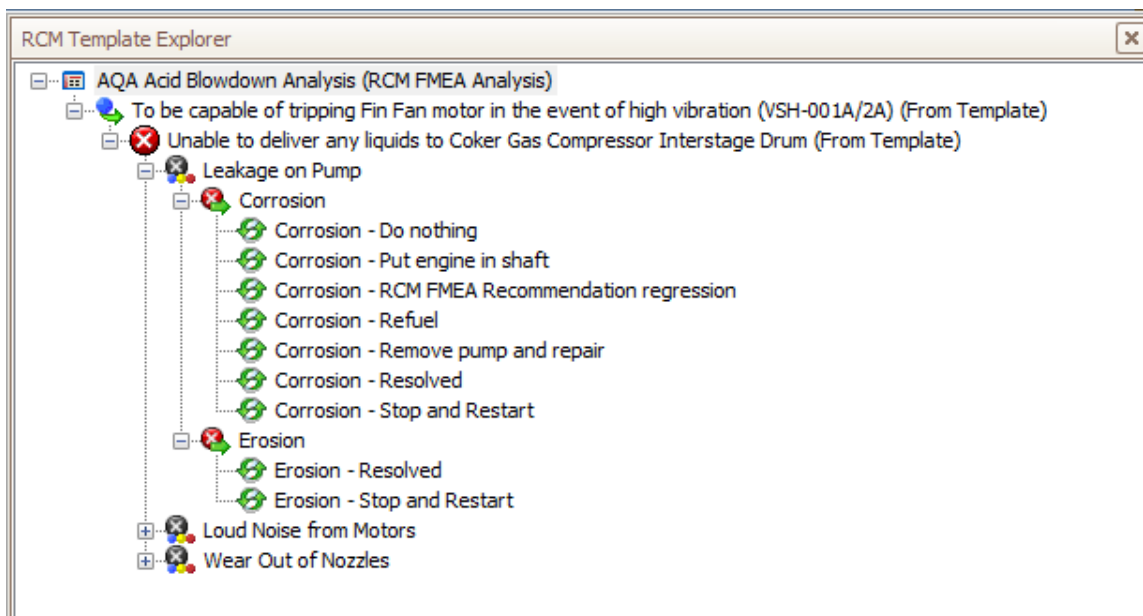 RCM Template Explorer
AQA Acid Blowdown Analysis (RCM FMEA Analysis)
To be capable of tripping Fin Fan motor in the event of high vibration (VSH-001A/2A) (From Template)
Unable to deliver any liquids to Coker Gas Compressor Interstage Drum (From Template)
Leakage on Pump
Corrosion
Corrosion - Do nothing
Corrosion - Put engine in shaft
Corrosion - RCM FMEA Recommendation regression
Corrosion - Refuel
Corrosion - Remove pump and repair
Corrosion - Resolved
Corrosion - Stop and Restart
Erosion
Erosion - Resolved
Erosion - Stop and Restart
Loud Noise from Motors
Wear Out of Nozzles